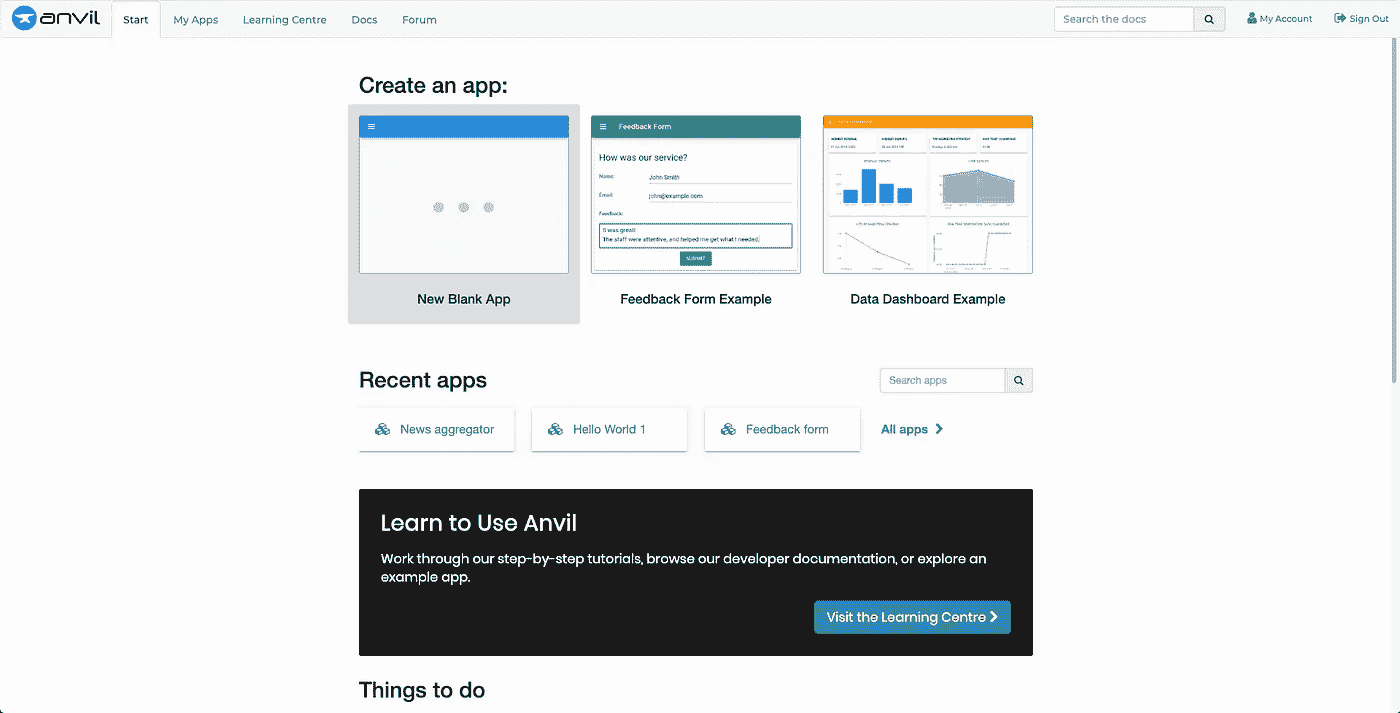 anvil
Start
My Apps
Learning Centre
Docs
Forum
Search the docs
My Account
Sign Out
Create an app:
Feedback Form
How was our service?
Name:
John Smith
Email:
john@example.com
Feedback:
It was great!
The staff were attentive, and helped me get what I needed.
SUBMIT
New Blank App
Feedback Form Example
Data Dashboard Example
Recent apps
Search apps
News aggregator
Hello World 1
Feedback form
All apps
Learn to Use Anvil
Work through our step-by-step tutorials, browse our developer documentation, or explore an
example app.
Visit the Learning Centre
Things to do